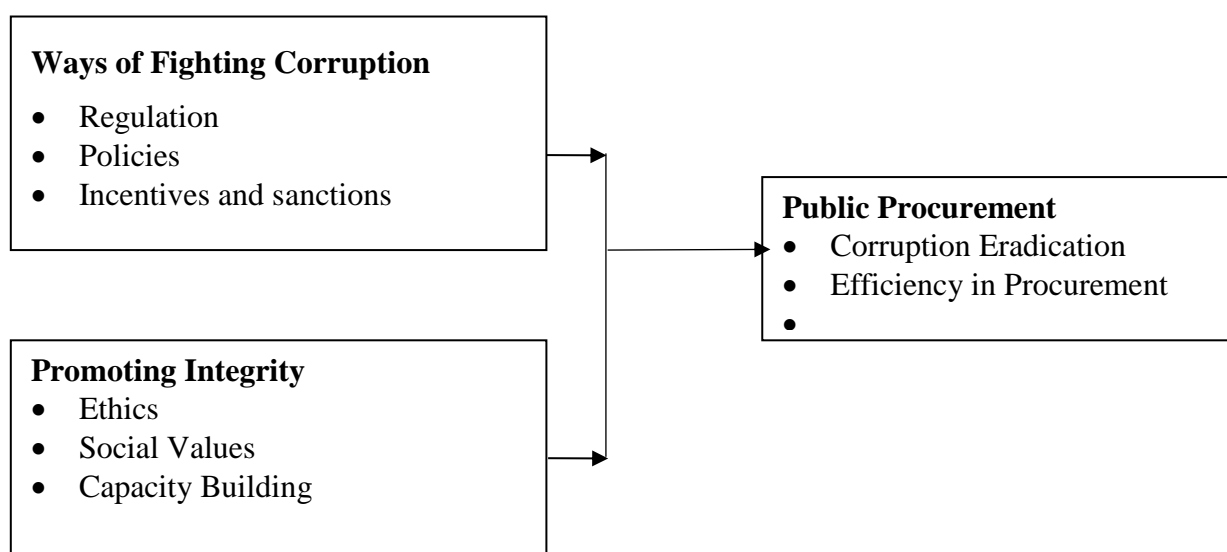 Ways of Fighting Corruption
• Regulation
• Policies
• Incentives and sanctions
Public Procurement
• Corruption Eradication
• Efficiency in Procurement
•
Promoting Integrity
• Ethics
• Social Values
• Capacity Building